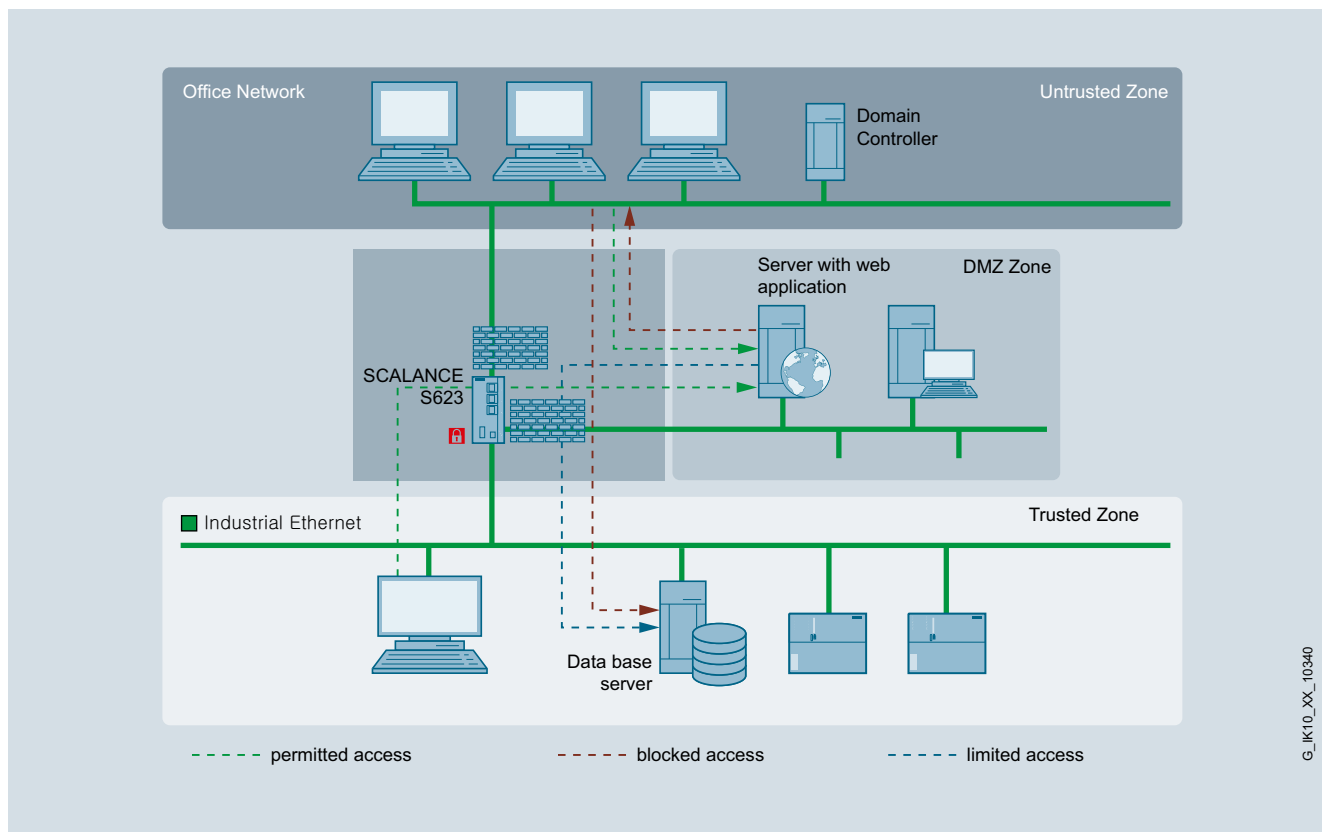 Office Network
Untrusted Zone
Domain
Controller
Server with web
application
DMZ Zone
SCALANCE
S623
Industrial Ethernet
Trusted Zone
Data base
server
permitted access
blocked access
limited access
G_IK10_XX_10340